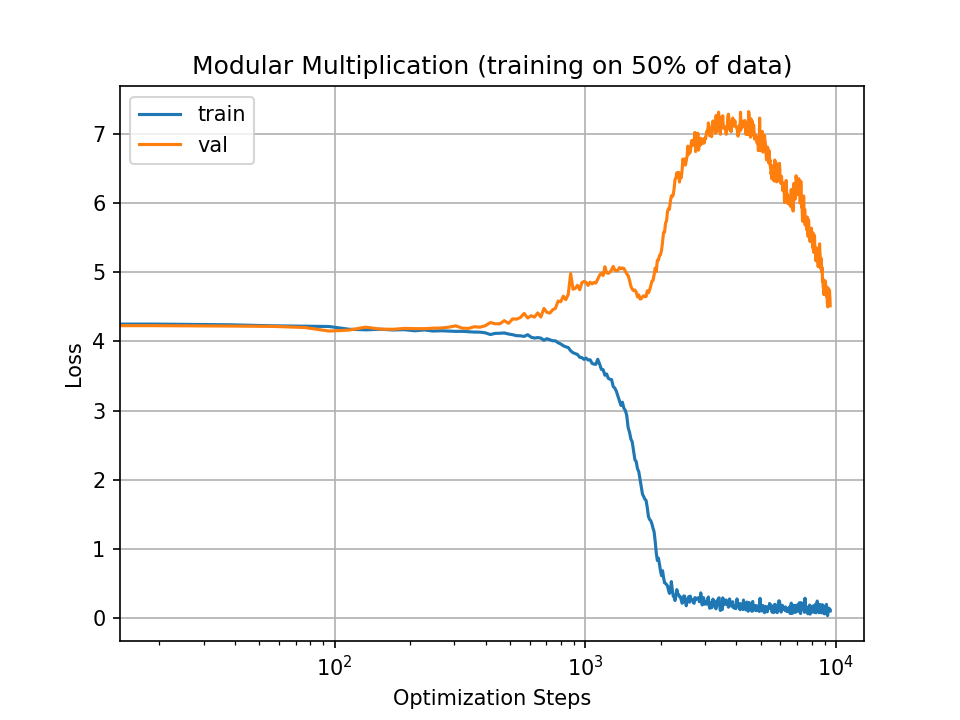 Modular Multiplication (training on 50% of data)
train
val
7
6
5
4
3
2
1
0
Loss
10²
10³
10⁴
Optimization Steps